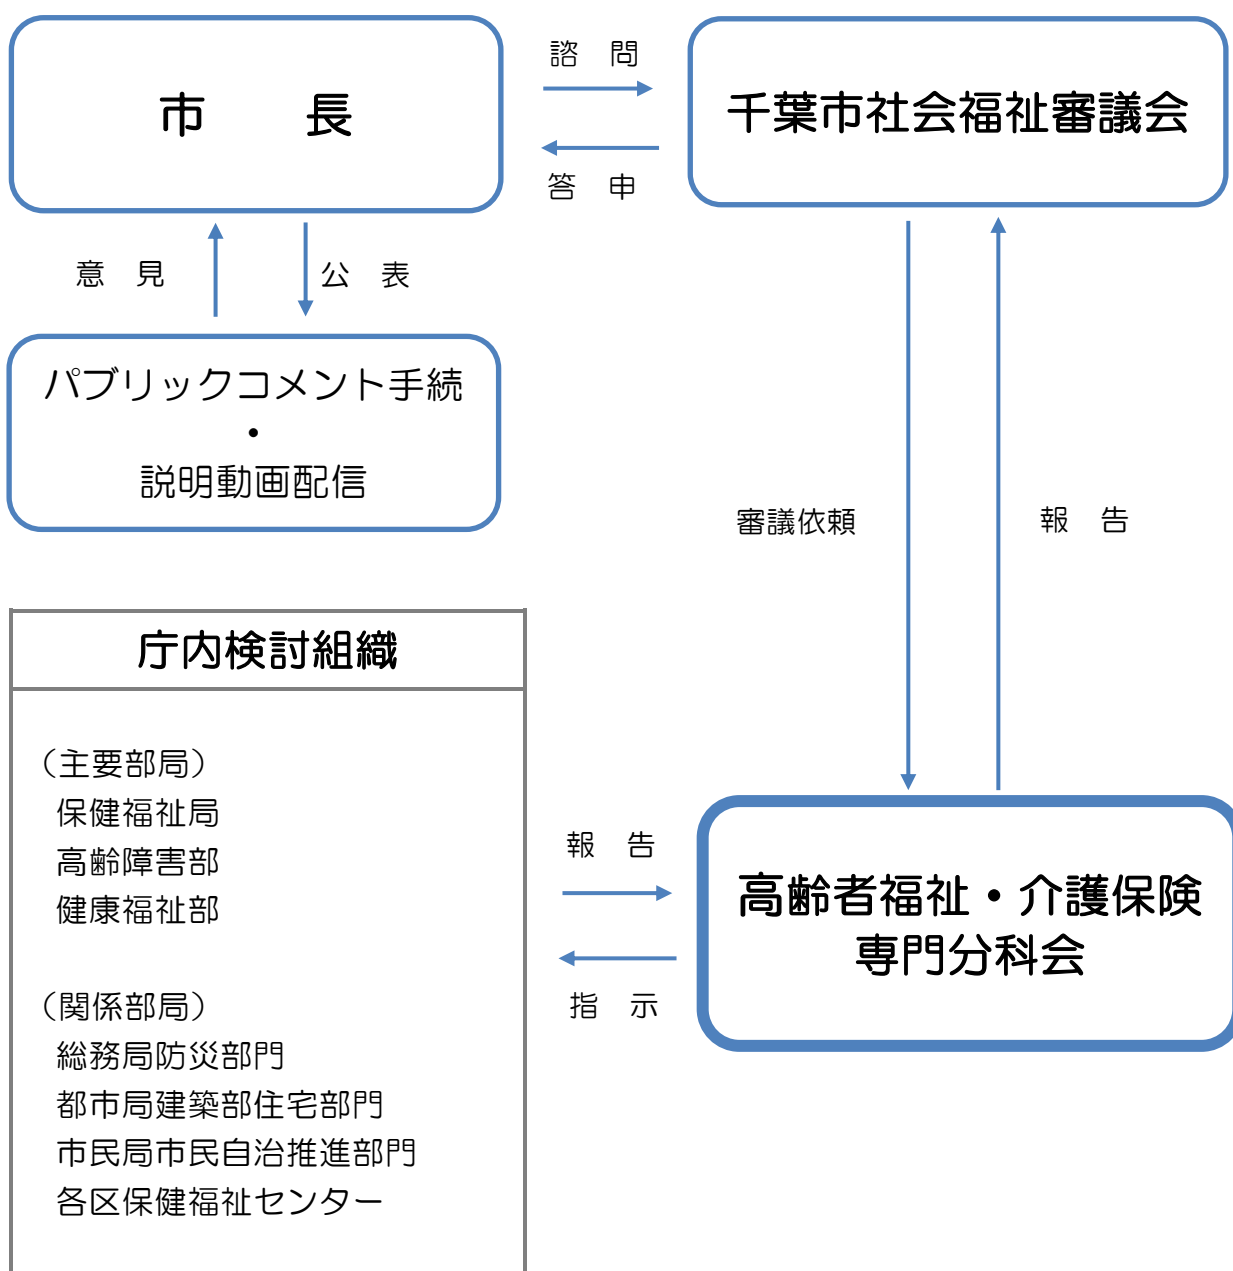 市　長
諮　問
答　申
千葉市社会福祉審議会
意　見
公　表
パブリックコメント手続
・
説明動画配信
審議依頼
報　告
庁内検討組織
（主要部局）
保健福祉局
高齢障害部
健康福祉部
（関係部局）
総務局防災部門
都市局建築部住宅部門
市民局市民自治推進部門
各区保健福祉センター
報　告
指　示
高齢者福祉・介護保険
専門分科会